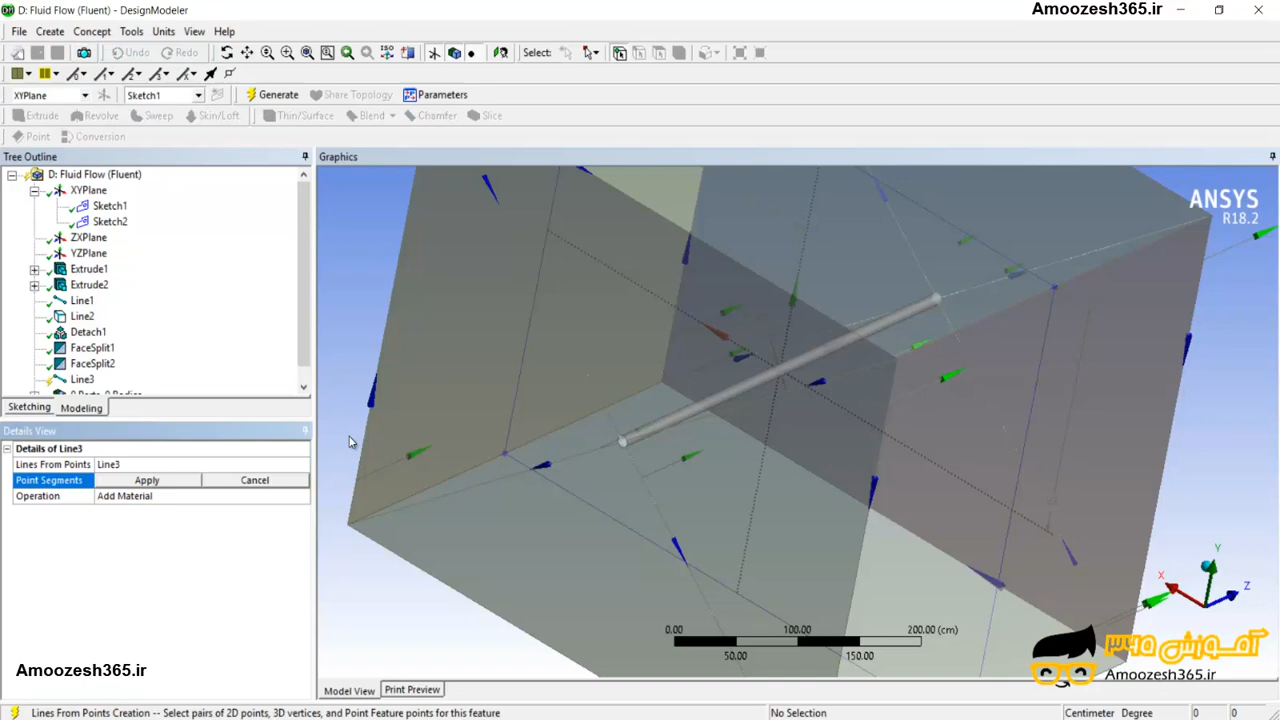 D: Fluid Flow (Fluent) - DesignModeler
Amoozesh365.ir
File Create Concept Tools Units View Help
Undo Redo Select:
XYPlane Sketch1 Generate Share Topology Parameters
Extrude Revolve Sweep Skin/Loft Thin/Surface Blend Chamfer Slice
Point Conversion
Tree Outline
Graphics
D: Fluid Flow (Fluent)
XYPlane
Sketch1
Sketch2
ZXPlane
YZPlane
Extrude1
Extrude2
Line1
Line2
Detach1
FaceSplit1
FaceSplit2
Line3
Sketching Modeling
Details View
Details of Line3
Lines From Points Line3
Point Segments Apply Cancel
Operation Add Material
ANSYS
R18.2
Y
X
Z
0.00 100.00 200.00 (cm)
50.00 150.00
آموزش ۳۶۵
Amoozesh365.ir
Amoozesh365.ir
Model View Print Preview
Lines From Points Creation -- Select pairs of 2D points, 3D vertices, and Point Feature points for this feature
No Selection Centimeter Degree 0 0